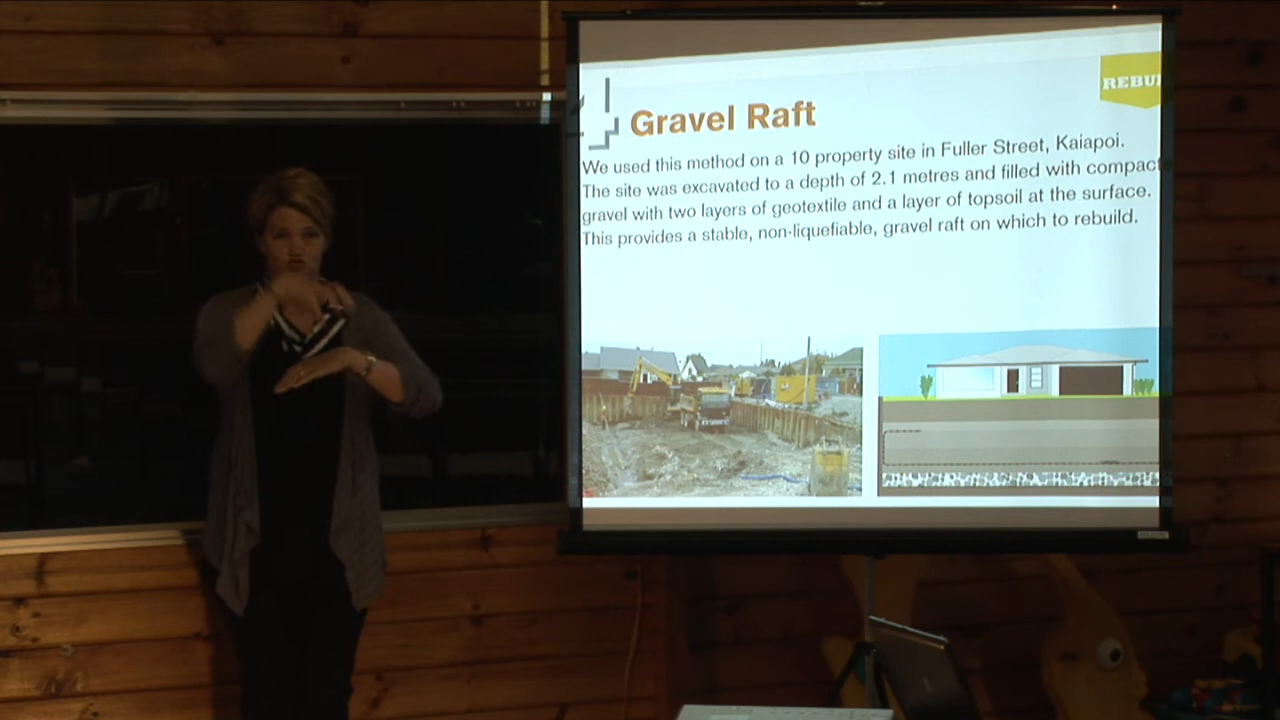 REBUI
Gravel Raft
We used this method on a 10 property site in Fuller Street, Kaiapoi.
The site was excavated to a depth of 2.1 metres and filled with compact
gravel with two layers of geotextile and a layer of topsoil at the surface.
This provides a stable, non-liquefiable, gravel raft on which to rebuild.